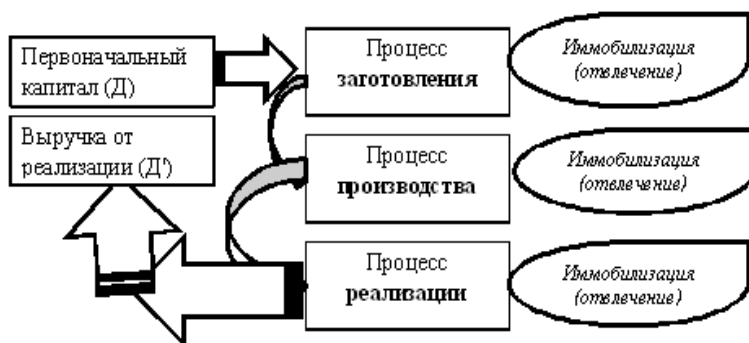 Первоначальный
капитал (Д)
Процесс
заготовления
Иммобилизация
(отвлечение)
Выручка от
реализации (Д')
Процесс
производства
Иммобилизация
(отвлечение)
Процесс
реализации
Иммобилизация
(отвлечение)